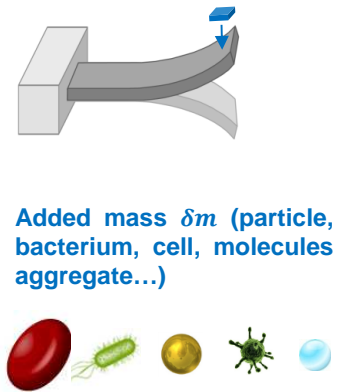 Added mass δm (particle,
bacterium, cell, molecules
aggregate…)